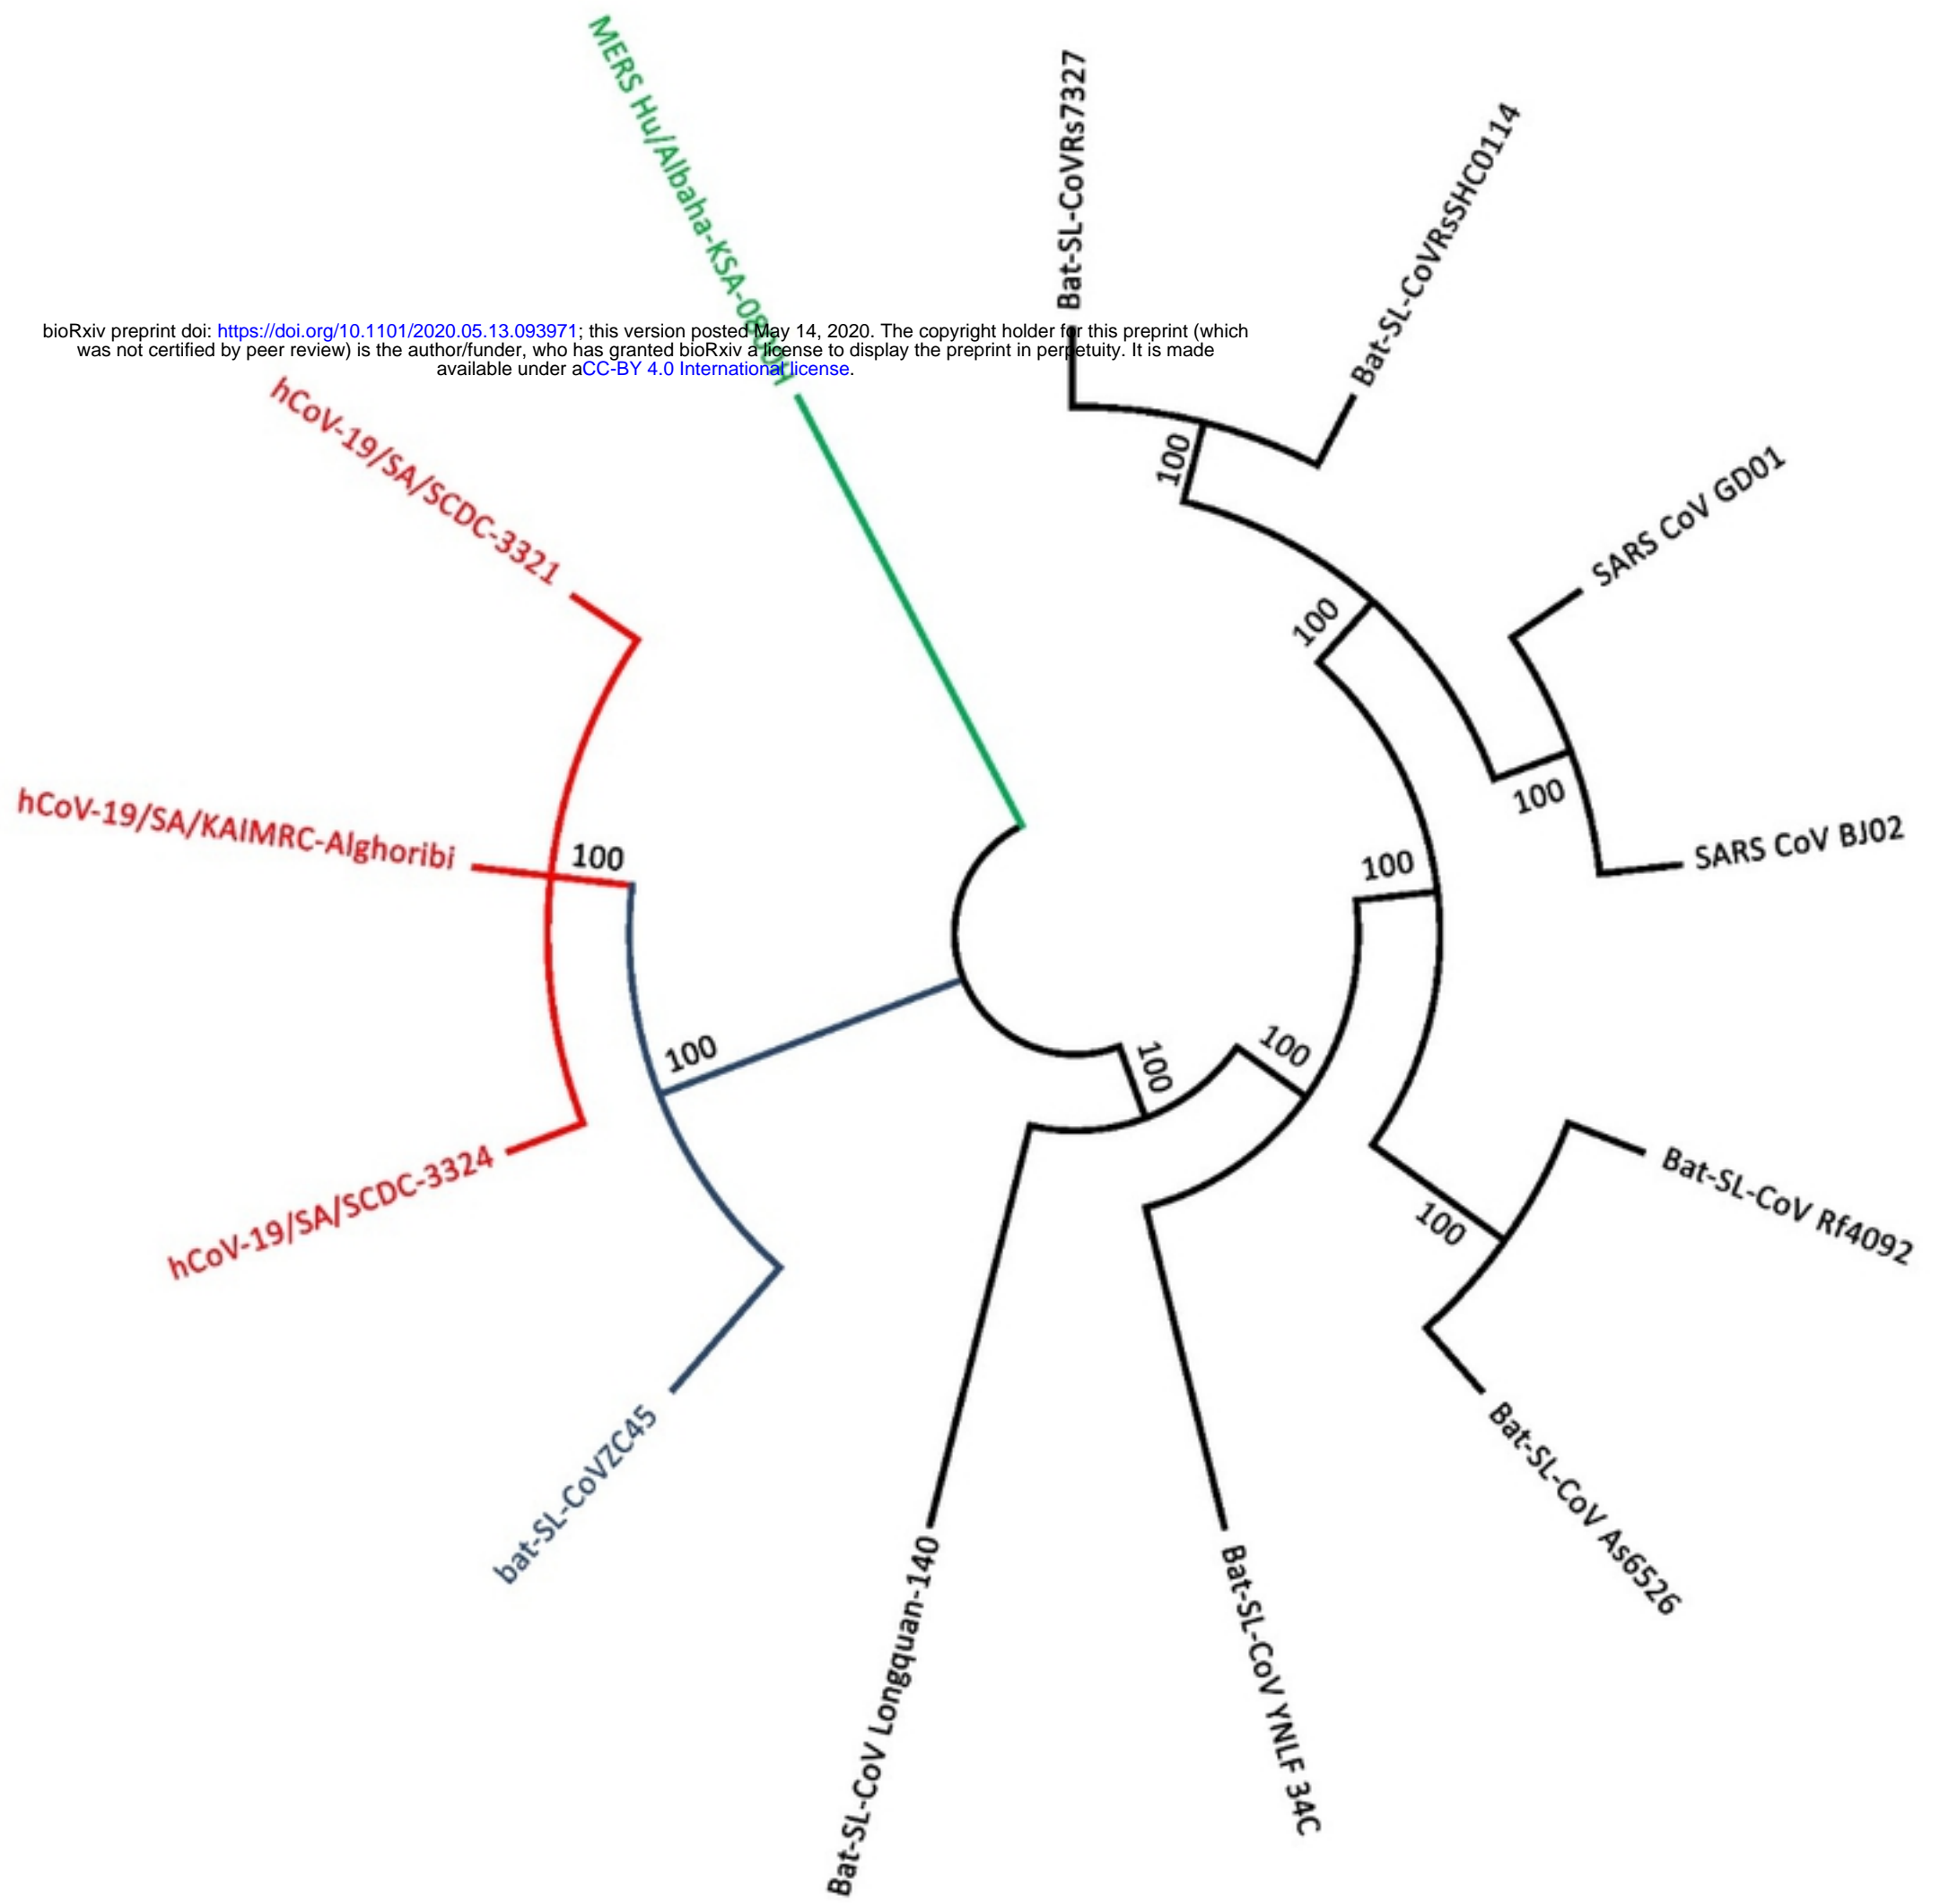 MERS Hu/Albaha-KSA-0800H
Bat-SL-CoVRs7327
Bat-SL-CoVRsSHC0114
bioRxiv preprint doi: https://doi.org/10.1101/2020.05.13.093971; this version posted May 14, 2020. The copyright holder for this preprint (which
was not certified by peer review) is the author/funder, who has granted bioRxiv a license to display the preprint in perpetuity. It is made
available under aCC-BY 4.0 International license.
hCoV-19/SA/SCDC-3321
100
SARS CoV GD01
100
100
hCoV-19/SA/KAIMRC-Alghoribi
100
100
SARS CoV BJ02
100
100
100
hCoV-19/SA/SCDC-3324
100
Bat-SL-CoV Rf4092
bat-SL-CoVZC45
Bat-SL-CoV As6526
Bat-SL-CoV Longquan-140
Bat-SL-CoV YNLF 34C